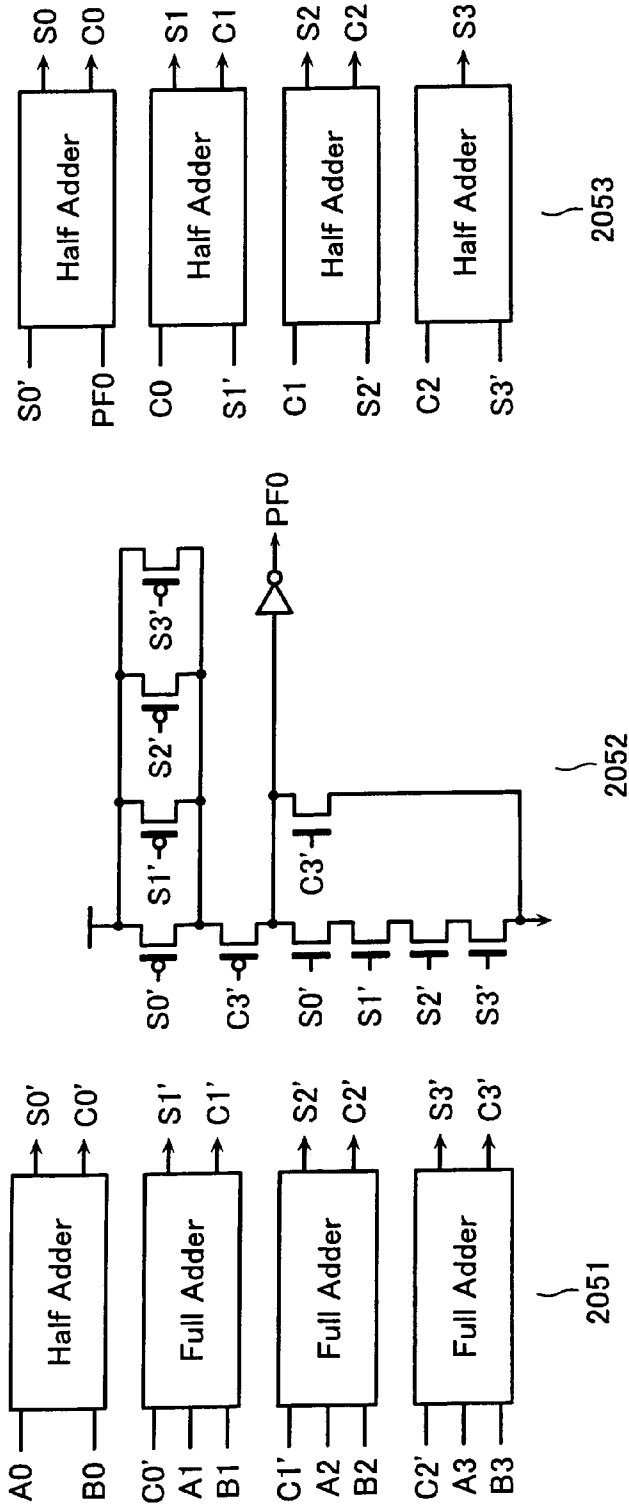 A0
B0
Half Adder
S0'
C0'
C0'
A1
B1
Full Adder
S1'
C1'
C1'
A2
B2
Full Adder
S2'
C2'
C2'
A3
B3
Full Adder
S3'
C3'
2051
S0'
S1'
S2'
S3'
C3'
S0'
S1'
S2'
S3'
C3'
PF0
2052
S0'
PF0
Half Adder
S0
C0
C0
S1'
Half Adder
S1
C1
C1
S2'
Half Adder
S2
C2
C2
S3'
Half Adder
S3
2053